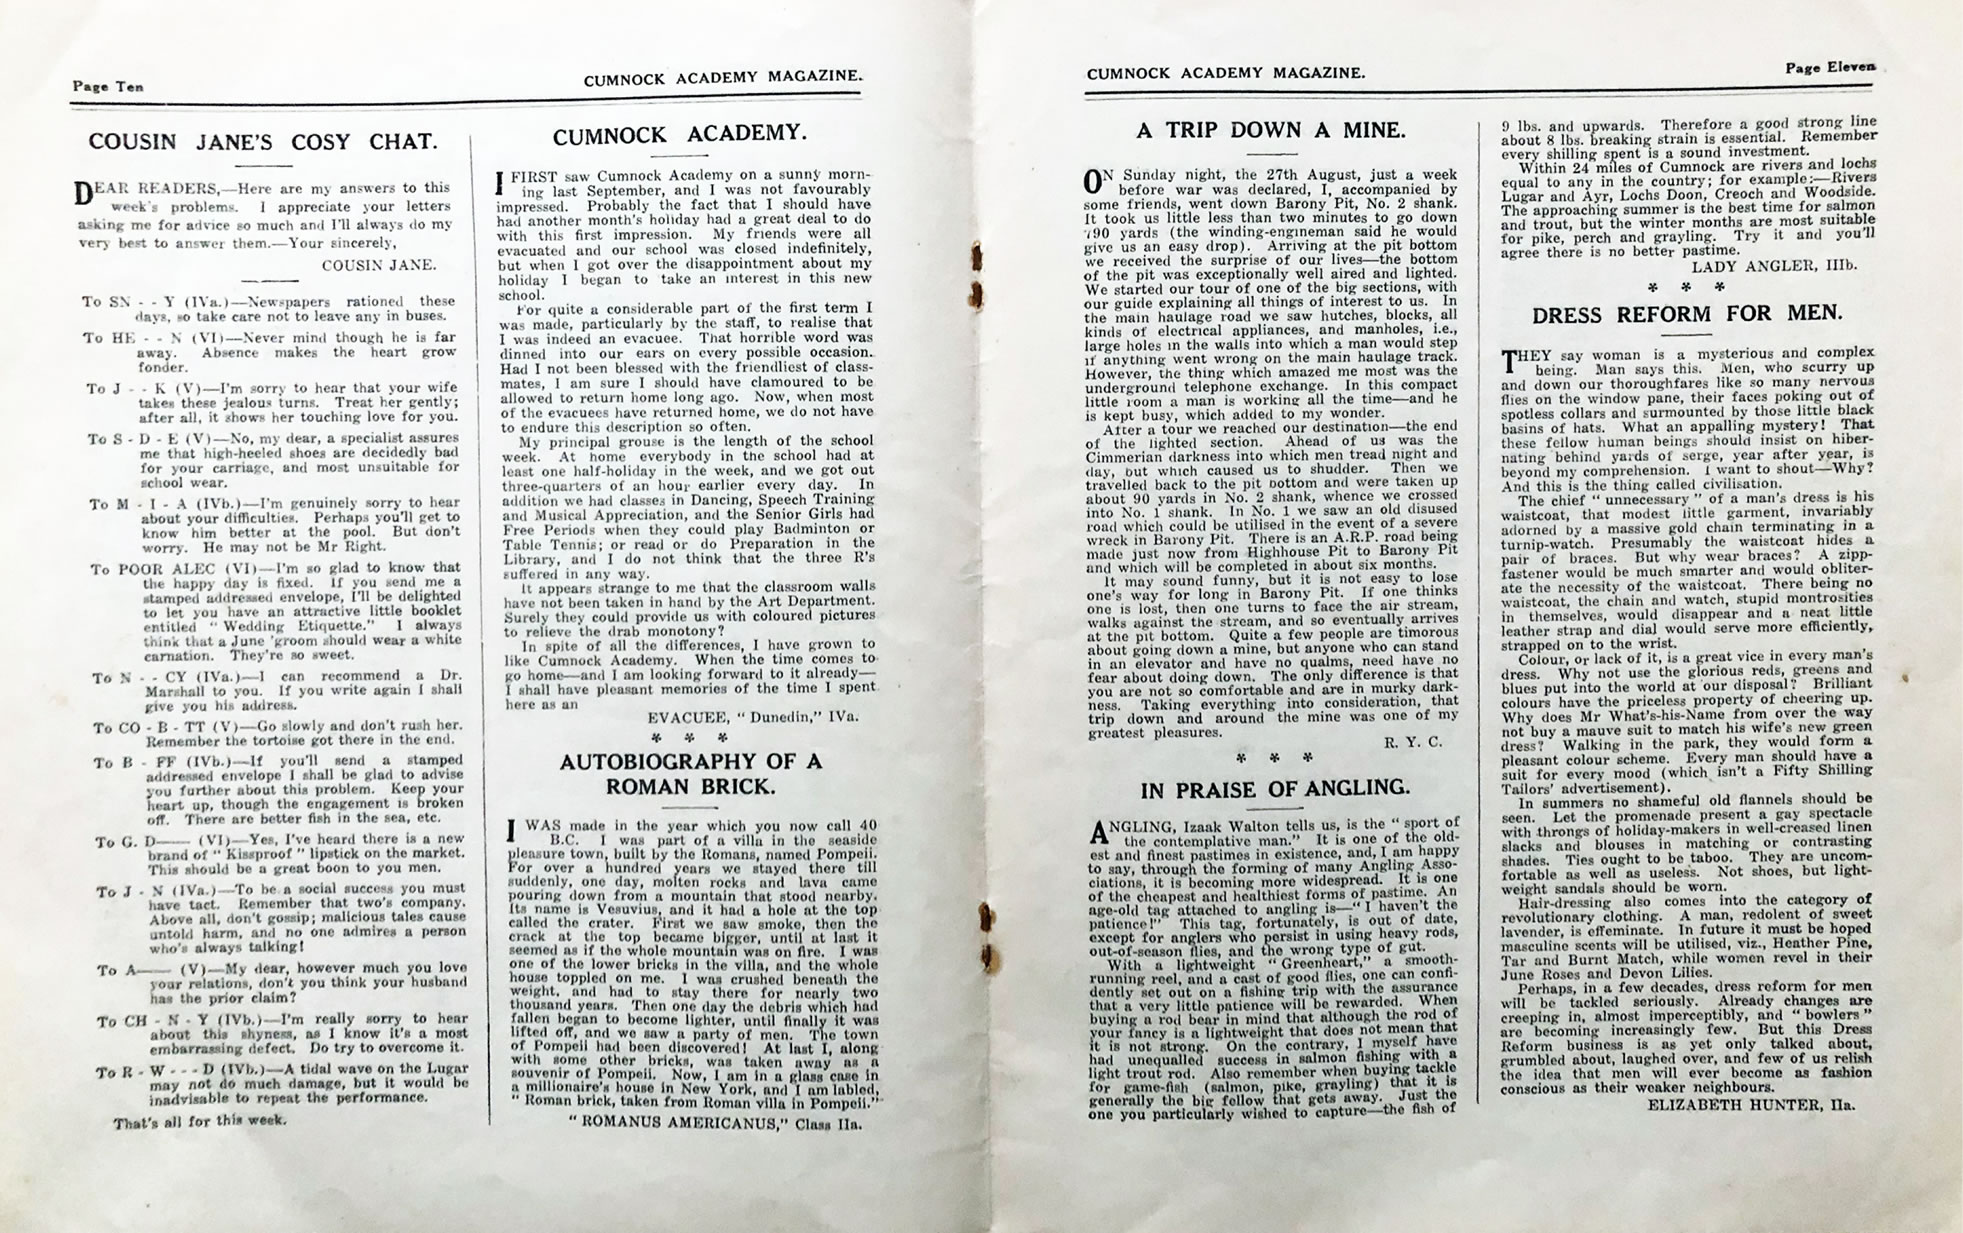 Page Ten
CUMNOCK ACADEMY MAGAZINE.
COUSIN JANE'S COSY CHAT.
DEAR READERS,—Here are my answers to this
week's problems. I appreciate your letters
asking me for advice so much and I'll always do my
very best to answer them.—Your sincerely,
COUSIN JANE.
To SN - - Y (IVa.)—Newspapers rationed these
days, so take care not to leave any in buses.
To HE - - N (VI)—Never mind though he is far
away. Absence makes the heart grow
fonder.
To J - - K (V)—I'm sorry to hear that your wife
takes these jealous turns. Treat her gently;
after all, it shows her touching love for you.
To S - D - E (V)—No, my dear, a specialist assures
me that high-heeled shoes are decidedly bad
for your carriage, and most unsuitable for
school wear.
To M - I - A (IVb.)—I'm genuinely sorry to hear
about your difficulties. Perhaps you'll get to
know him better at the pool. But don't
worry. He may not be Mr Right.
To POOR ALEC (VI)—I'm so glad to know that
the happy day is fixed. If you send me a
stamped addressed envelope, I'll be delighted
to let you have an attractive little booklet
entitled "Wedding Etiquette." I always
think that a June 'groom should wear a white
carnation. They're so sweet.
To N - - CY (IVa.)—I can recommend a Dr.
Marshall to you. If you write again I shall
give you his address.
To CO - B - TT (V)—Go slowly and don't rush her.
Remember the tortoise got there in the end.
To B - FF (IVb.)—If you'll send a stamped
addressed envelope I shall be glad to advise
you further about this problem. Keep your
heart up, though the engagement is broken
off. There are better fish in the sea, etc.
To G. D—— (VI)—Yes, I've heard there is a new
brand of "Kissproof" lipstick on the market.
This should be a great boon to you men.
To J - N (IVa.)—To be a social success you must
have tact. Remember that two's company.
Above all, don't gossip; malicious tales cause
untold harm, and no one admires a person
who's always talking!
To A—— (V)—My dear, however much you love
your relations, don't you think your husband
has the prior claim?
To CH - N - Y (IVb.)—I'm really sorry to hear
about this shyness, as I know it's a most
embarrassing defect. Do try to overcome it.
To R - W - - - D (IVb.)—A tidal wave on the Lugar
may not do much damage, but it would be
inadvisable to repeat the performance.
That's all for this week.
CUMNOCK ACADEMY.
I FIRST saw Cumnock Academy on a sunny morn-
ing last September, and I was not favourably
impressed. Probably the fact that I should have
had another month's holiday had a great deal to do
with this first impression. My friends were all
evacuated and our school was closed indefinitely,
but when I got over the disappointment about my
holiday I began to take an interest in this new
school.
For quite a considerable part of the first term I
was made, particularly by the staff, to realise that
I was indeed an evacuee. That horrible word was
dinned into our ears on every possible occasion.
Had I not been blessed with the friendliest of class-
mates, I am sure I should have clamoured to be
allowed to return home long ago. Now, when most
of the evacuees have returned home, we do not have
to endure this description so often.
My principal grouse is the length of the school
week. At home everybody in the school had at
least one half-holiday in the week, and we got out
three-quarters of an hour earlier every day. In
addition we had classes in Dancing, Speech Training
and Musical Appreciation, and the Senior Girls had
Free Periods when they could play Badminton or
Table Tennis; or read or do Preparation in the
Library, and I do not think that the three R's
suffered in any way.
It appears strange to me that the classroom walls
have not been taken in hand by the Art Department.
Surely they could provide us with coloured pictures
to relieve the drab monotony?
In spite of all the differences, I have grown to
like Cumnock Academy. When the time comes to
go home—and I am looking forward to it already—
I shall have pleasant memories of the time I spent
here as an
EVACUEE, "Dunedin," IVa.
* * *
AUTOBIOGRAPHY OF A
ROMAN BRICK.
I WAS made in the year which you now call 40
B.C. I was part of a villa in the seaside
pleasure town, built by the Romans, named Pompeii.
For over a hundred years we stayed there till
suddenly, one day, molten rocks and lava came
pouring down from a mountain that stood nearby.
Its name is Vesuvius, and it had a hole at the top
called the crater. First we saw smoke, then the
crack at the top became bigger, until at last it
seemed as if the whole mountain was on fire. I was
one of the lower bricks in the villa, and the whole
house toppled on me. I was crushed beneath the
weight, and had to stay there for nearly two
thousand years. Then one day the debris which had
fallen began to become lighter, until finally it was
lifted off, and we saw a party of men. The town
of Pompeii had been discovered! At last I, along
with some other bricks, was taken away as a
souvenir of Pompeii. Now, I am in a glass case in
a millionaire's house in New York, and I am labled,
"Roman brick, taken from Roman villa in Pompeii."
"ROMANUS AMERICANUS," Class IIa.
CUMNOCK ACADEMY MAGAZINE.
Page Eleven
A TRIP DOWN A MINE.
ON Sunday night, the 27th August, just a week
before war was declared, I, accompanied by
some friends, went down Barony Pit, No. 2 shank.
It took us little less than two minutes to go down
790 yards (the winding-engineman said he would
give us an easy drop). Arriving at the pit bottom
we received the surprise of our lives—the bottom
of the pit was exceptionally well aired and lighted.
We started our tour of one of the big sections, with
our guide explaining all things of interest to us. In
the main haulage road we saw hutches, blocks, all
kinds of electrical appliances, and manholes, i.e.,
large holes in the walls into which a man would step
if anything went wrong on the main haulage track.
However, the thing which amazed me most was the
underground telephone exchange. In this compact
little room a man is working all the time—and he
is kept busy, which added to my wonder.
After a tour we reached our destination—the end
of the lighted section. Ahead of us was the
Cimmerian darkness into which men tread night and
day, but which caused us to shudder. Then we
travelled back to the pit bottom and were taken up
about 90 yards in No. 2 shank, whence we crossed
into No. 1 shank. In No. 1 we saw an old disused
road which could be utilised in the event of a severe
wreck in Barony Pit. There is an A.R.P. road being
made just now from Highhouse Pit to Barony Pit
and which will be completed in about six months.
It may sound funny, but it is not easy to lose
one's way for long in Barony Pit. If one thinks
one is lost, then one turns to face the air stream,
walks against the stream, and so eventually arrives
at the pit bottom. Quite a few people are timorous
about going down a mine, but anyone who can stand
in an elevator and have no qualms, need have no
fear about doing down. The only difference is that
you are not so comfortable and are in murky dark-
ness. Taking everything into consideration, that
trip down and around the mine was one of my
greatest pleasures.
R. Y. C.
* * *
IN PRAISE OF ANGLING.
ANGLING, Izaak Walton tells us, is the "sport of
the contemplative man." It is one of the old-
est and finest pastimes in existence, and, I am happy
to say, through the forming of many Angling Asso-
ciations, it is becoming more widespread. It is one
of the cheapest and healthiest forms of pastime. An
age-old tag attached to angling is—"I haven't the
patience!" This tag, fortunately, is out of date,
except for anglers who persist in using heavy rods,
out-of-season flies, and the wrong type of gut.
With a lightweight "Greenheart," a smooth-
running reel, and a cast of good flies, one can confi-
dently set out on a fishing trip with the assurance
that a very little patience will be rewarded. When
buying a rod bear in mind that although the rod of
your fancy is a lightweight that does not mean that
it is not strong. On the contrary, I myself have
had unequalled success in salmon fishing with a
light trout rod. Also remember when buying tackle
for game-fish (salmon, pike, grayling) that it is
generally the big fellow that gets away. Just the
one you particularly wished to capture—the fish of
9 lbs. and upwards. Therefore a good strong line
about 8 lbs. breaking strain is essential. Remember
every shilling spent is a sound investment.
Within 24 miles of Cumnock are rivers and lochs
equal to any in the country; for example:—Rivers
Lugar and Ayr, Lochs Doon, Creoch and Woodside.
The approaching summer is the best time for salmon
and trout, but the winter months are most suitable
for pike, perch and grayling. Try it and you'll
agree there is no better pastime.
LADY ANGLER, IIIb.
* * *
DRESS REFORM FOR MEN.
THEY say woman is a mysterious and complex
being. Man says this. Men, who scurry up
and down our thoroughfares like so many nervous
flies on the window pane, their faces poking out of
spotless collars and surmounted by those little black
basins of hats. What an appalling mystery! That
these fellow human beings should insist on hiber-
nating behind yards of serge, year after year, is
beyond my comprehension. I want to shout—Why?
And this is the thing called civilisation.
The chief "unnecessary" of a man's dress is his
waistcoat, that modest little garment, invariably
adorned by a massive gold chain terminating in a
turnip-watch. Presumably the waistcoat hides a
pair of braces. But why wear braces? A zipp-
fastener would be much smarter and would obliter-
ate the necessity of the waistcoat. There being no
waistcoat, the chain and watch, stupid montrosities
in themselves, would disappear and a neat little
leather strap and dial would serve more efficiently,
strapped on to the wrist.
Colour, or lack of it, is a great vice in every man's
dress. Why not use the glorious reds, greens and
blues put into the world at our disposal? Brilliant
colours have the priceless property of cheering up.
Why does Mr What's-his-Name from over the way
not buy a mauve suit to match his wife's new green
dress? Walking in the park, they would form a
pleasant colour scheme. Every man should have a
suit for every mood (which isn't a Fifty Shilling
Tailors' advertisement).
In summers no shameful old flannels should be
seen. Let the promenade present a gay spectacle
with throngs of holiday-makers in well-creased linen
slacks and blouses in matching or contrasting
shades. Ties ought to be taboo. They are uncom-
fortable as well as useless. Not shoes, but light-
weight sandals should be worn.
Hair-dressing also comes into the category of
revolutionary clothing. A man, redolent of sweet
lavender, is effeminate. In future it must be hoped
masculine scents will be utilised, viz., Heather Pine,
Tar and Burnt Match, while women revel in their
June Roses and Devon Lilies.
Perhaps, in a few decades, dress reform for men
will be tackled seriously. Already changes are
creeping in, almost imperceptibly, and "bowlers"
are becoming increasingly few. But this Dress
Reform business is as yet only talked about,
grumbled about, laughed over, and few of us relish
the idea that men will ever become as fashion
conscious as their weaker neighbours.
ELIZABETH HUNTER, IIa.